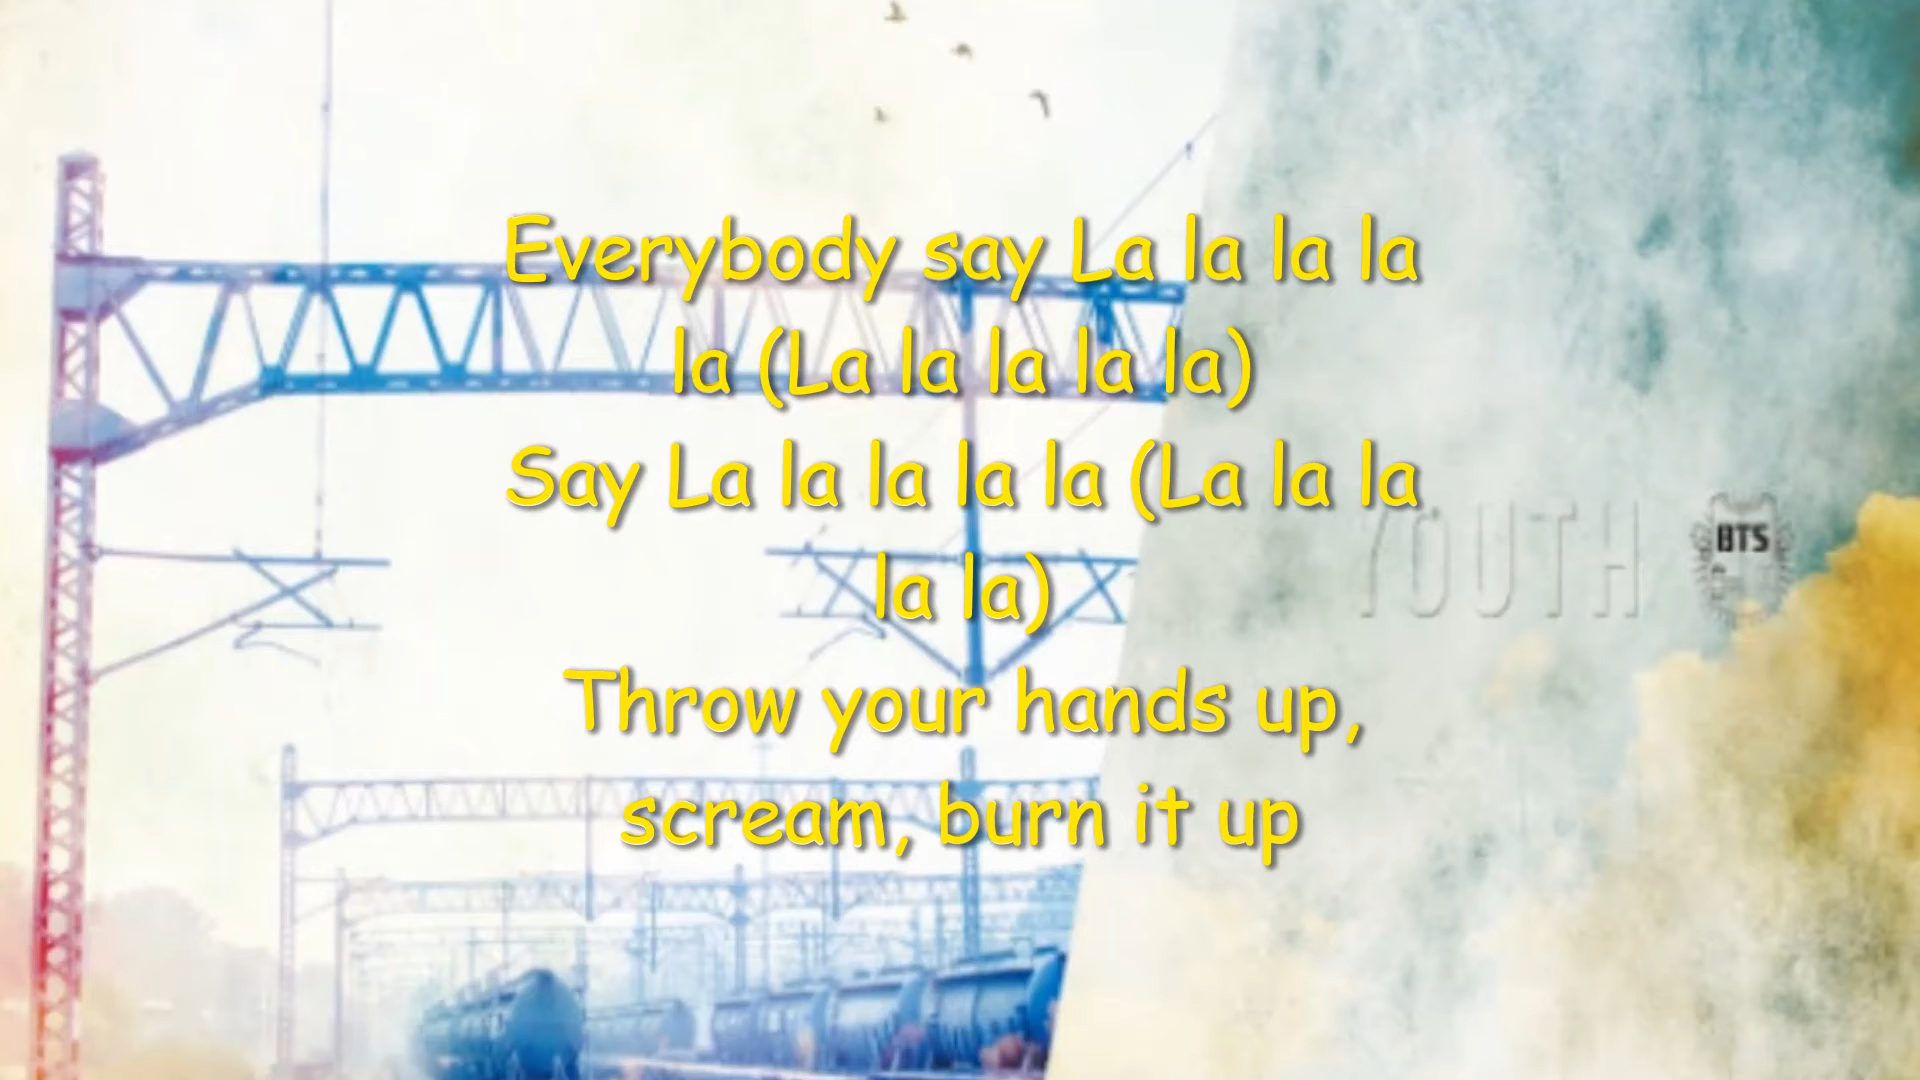 Everybody say La la la la
la (La la la la la)
Say La la la la la (La la la
la la)
Throw your hands up,
scream, burn it up
YOUTH
BTS